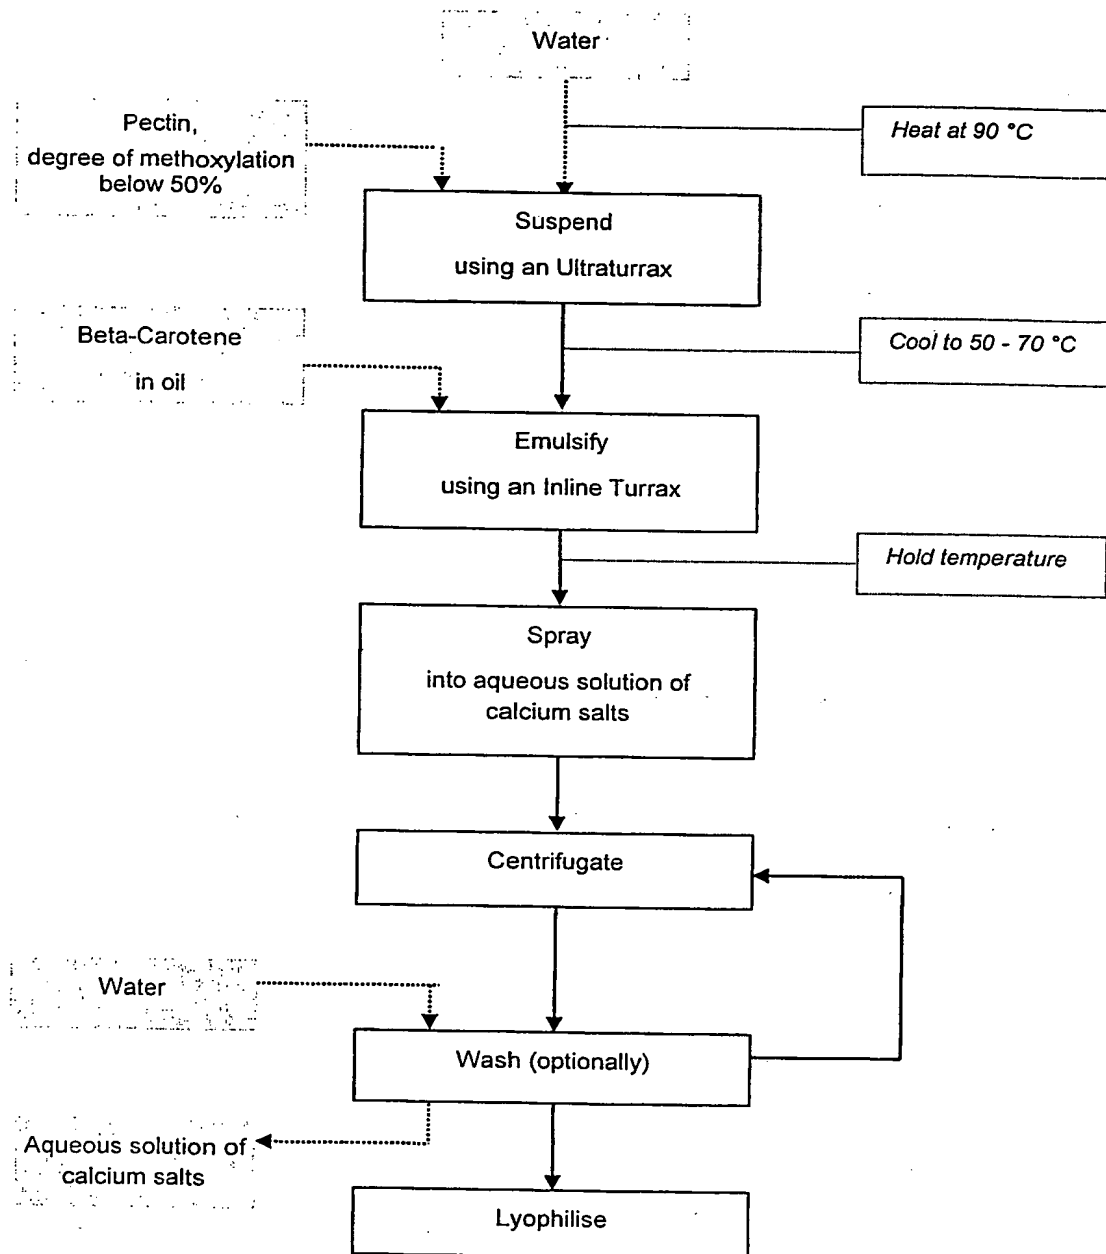 Water
Pectin,
degree of methoxylation
below 50%
Heat at 90 °C
Suspend
using an Ultraturrax
Beta-Carotene
in oil
Cool to 50 - 70 °C
Emulsify
using an Inline Turrax
Hold temperature
Spray
into aqueous solution of
calcium salts
Centrifugate
Water
Wash (optionally)
Aqueous solution of
calcium salts
Lyophilise